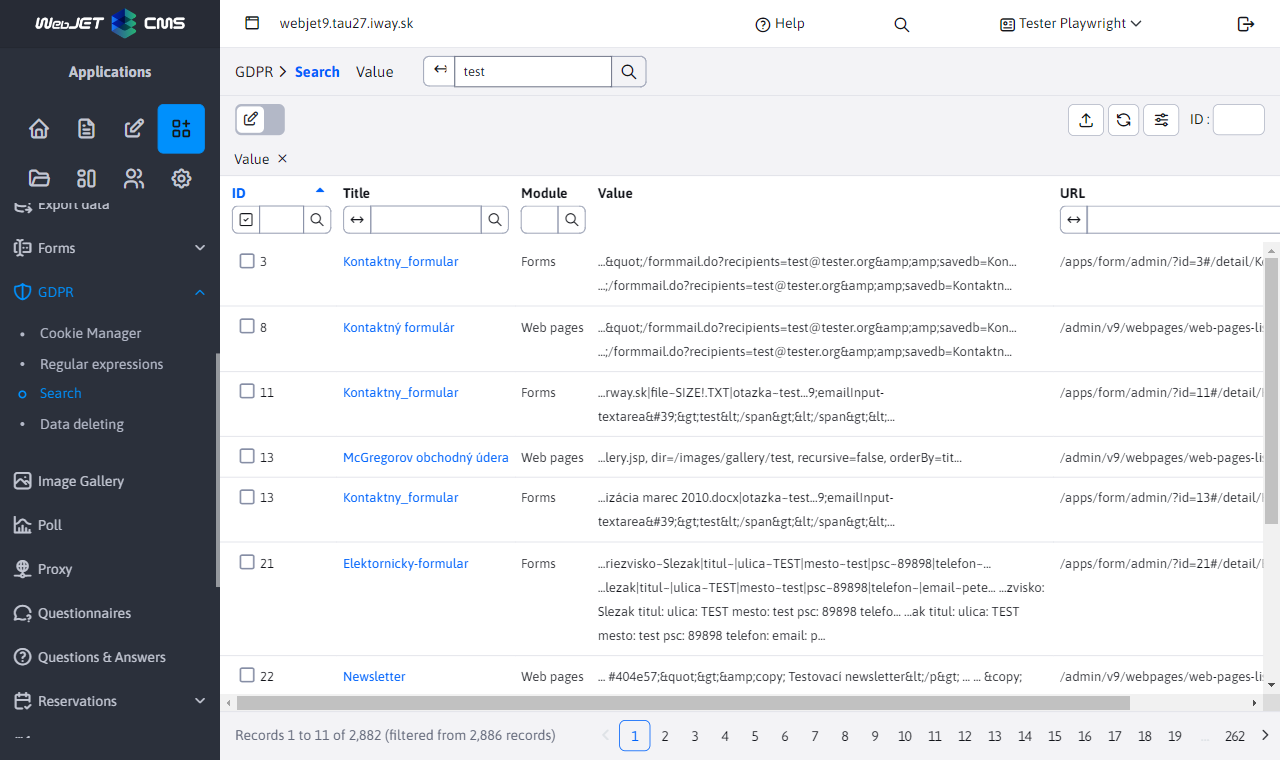 WebJET CMS
webjet9.tau27.iway.sk
Help
Tester Playwright
Applications
GDPR > Search Value test
ID :
Value ×
ID Title Module Value URL
Export data
Forms
GDPR
Cookie Manager
Regular expressions
Search
Data deleting
Image Gallery
Poll
Proxy
Questionnaires
Questions & Answers
Reservations
3 Kontaktny_formular Forms …&quot;/formmail.do?recipients=test@tester.org&amp;amp;savedb=Kon… /apps/form/admin/?id=3#/detail/K
…;/formmail.do?recipients=test@tester.org&amp;amp;savedb=Kontaktn…
8 Kontaktný formulár Web pages …&quot;/formmail.do?recipients=test@tester.org&amp;amp;savedb=Kon… /admin/v9/webpages/web-pages-lis
…;/formmail.do?recipients=test@tester.org&amp;amp;savedb=Kontaktn…
11 Kontaktny_formular Forms …rway.sk|file~SIZE!.TXT|otazka~test…9;emailInput- /apps/form/admin/?id=11#/detail/
textarea&#39;&gt;test&lt;/span&gt;&lt;/span&gt;&lt;…
13 McGregorov obchodný údera Web pages …lery.jsp, dir=/images/gallery/test, recursive=false, orderBy=tit… /admin/v9/webpages/web-pages-lis
13 Kontaktny_formular Forms …izácia marec 2010.docx|otazka~test…9;emailInput- /apps/form/admin/?id=13#/detail/
textarea&#39;&gt;test&lt;/span&gt;&lt;/span&gt;&lt;…
21 Elektornicky-formular Forms …riezvisko~Slezak|titul~|ulica~TEST|mesto~test|psc~89898|telefon~… /apps/form/admin/?id=21#/detail/
…lezak|titul~|ulica~TEST|mesto~test|psc~89898|telefon~|email~pete… …zvisko:
Slezak titul: ulica: TEST mesto: test psc: 89898 telefo… …ak titul: ulica: TEST
mesto: test psc: 89898 telefon: email: p…
22 Newsletter Web pages … #404e57;&quot;&gt;&amp;copy; Testovací newsletter&lt;/p&gt; … … &copy; /admin/v9/webpages/web-pages-lis
Records 1 to 11 of 2,882 (filtered from 2,886 records)
1 2 3 4 5 6 7 8 9 10 11 12 13 14 15 16 17 18 19 … 262